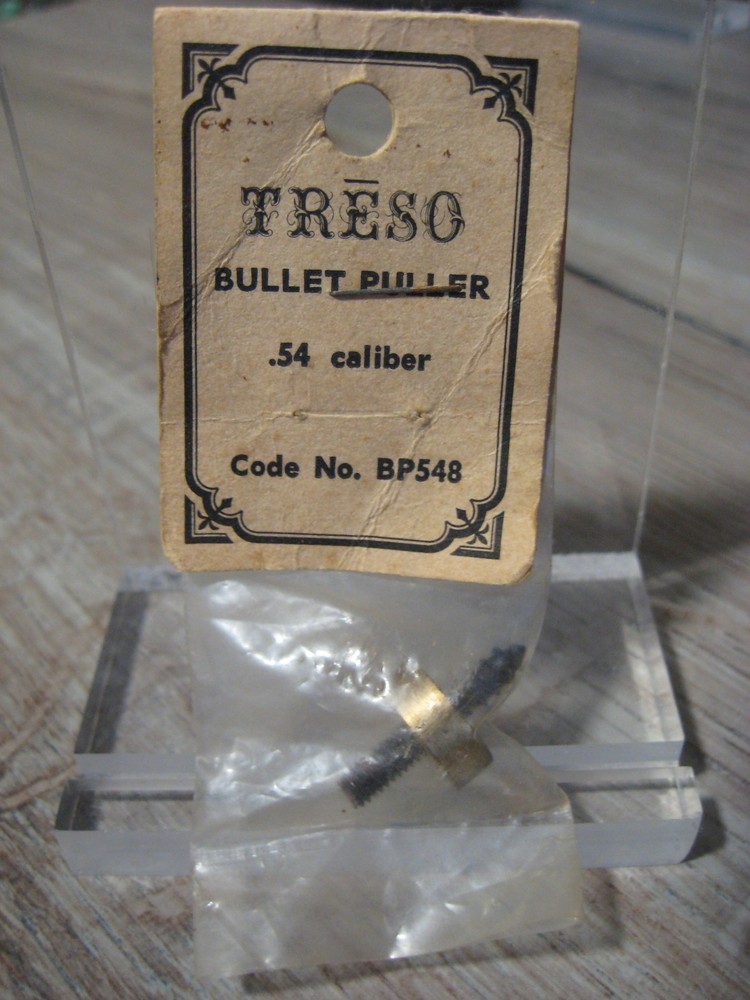 TRĒSO
BULLET PULLER
.54 caliber
Code No. BP548